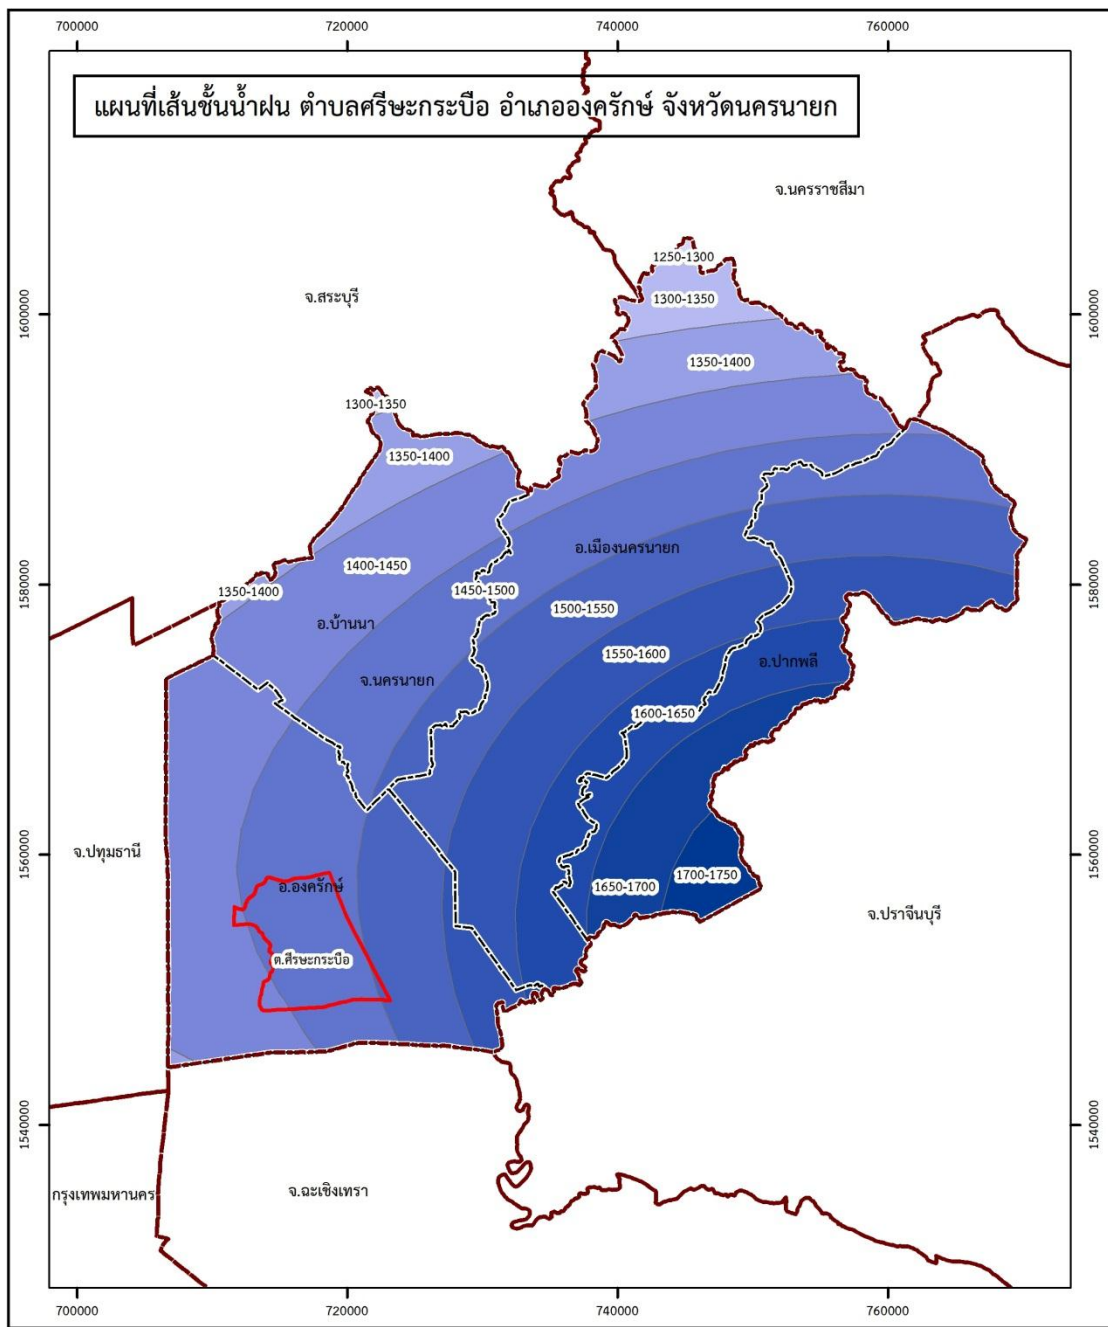 700000
720000
740000
760000
แผนที่เส้นชั้นน้ำฝน ตำบลศรีษะกระบือ อำเภอองครักษ์ จังหวัดนครนายก
จ.นครราชสีมา
1250-1300
จ.สระบุรี
1300-1350
1600000
1600000
1350-1400
1300-1350
1350-1400
อ.เมืองนครนายก
1400-1450
1580000
1350-1400
1450-1500
1580000
1500-1550
อ.บ้านนา
1550-1600
อ.ปากพลี
จ.นครนายก
1600-1650
จ.ปทุมธานี
1560000
1560000
1700-1750
อ.องครักษ์
1650-1700
จ.ปราจีนบุรี
ต.ศีรษะกระบือ
1540000
1540000
กรุงเทพมหานคร
จ.ฉะเชิงเทรา
700000
720000
740000
760000